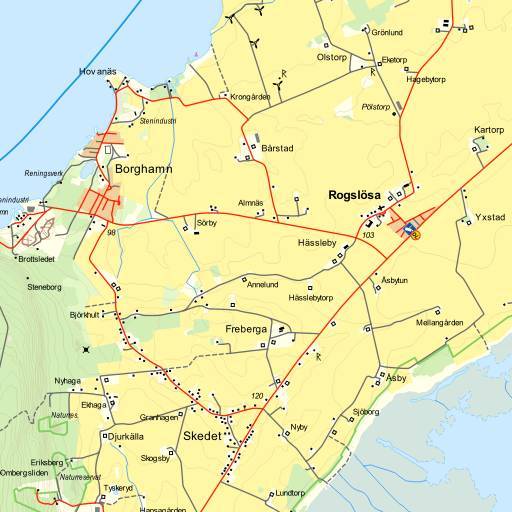 Grönlund
Olstorp
Eketorp
Hovanäs
Hagebytorp
Krongården
Pölstorp
Stenindustri
Kartorp
Bårstad
Borghamn
Reningsverk
Rogslösa
Stenindustri
Almnäs
Yxstad
Sörby
98
103
Hässleby
Brottsledet
Steneborg
Annelund
Åsbytun
Hässlebytorp
Björkhult
Mellangården
Freberga
Nyhaga
Åsby
Ekhaga
120
Naturres.
Granhagen
Sjöborg
Djurkälla
Skedet
Nyby
Skogsby
Eriksberg
Ombergsliden
Naturreservat
Tyskeryd
Lundtorp
Hansagården